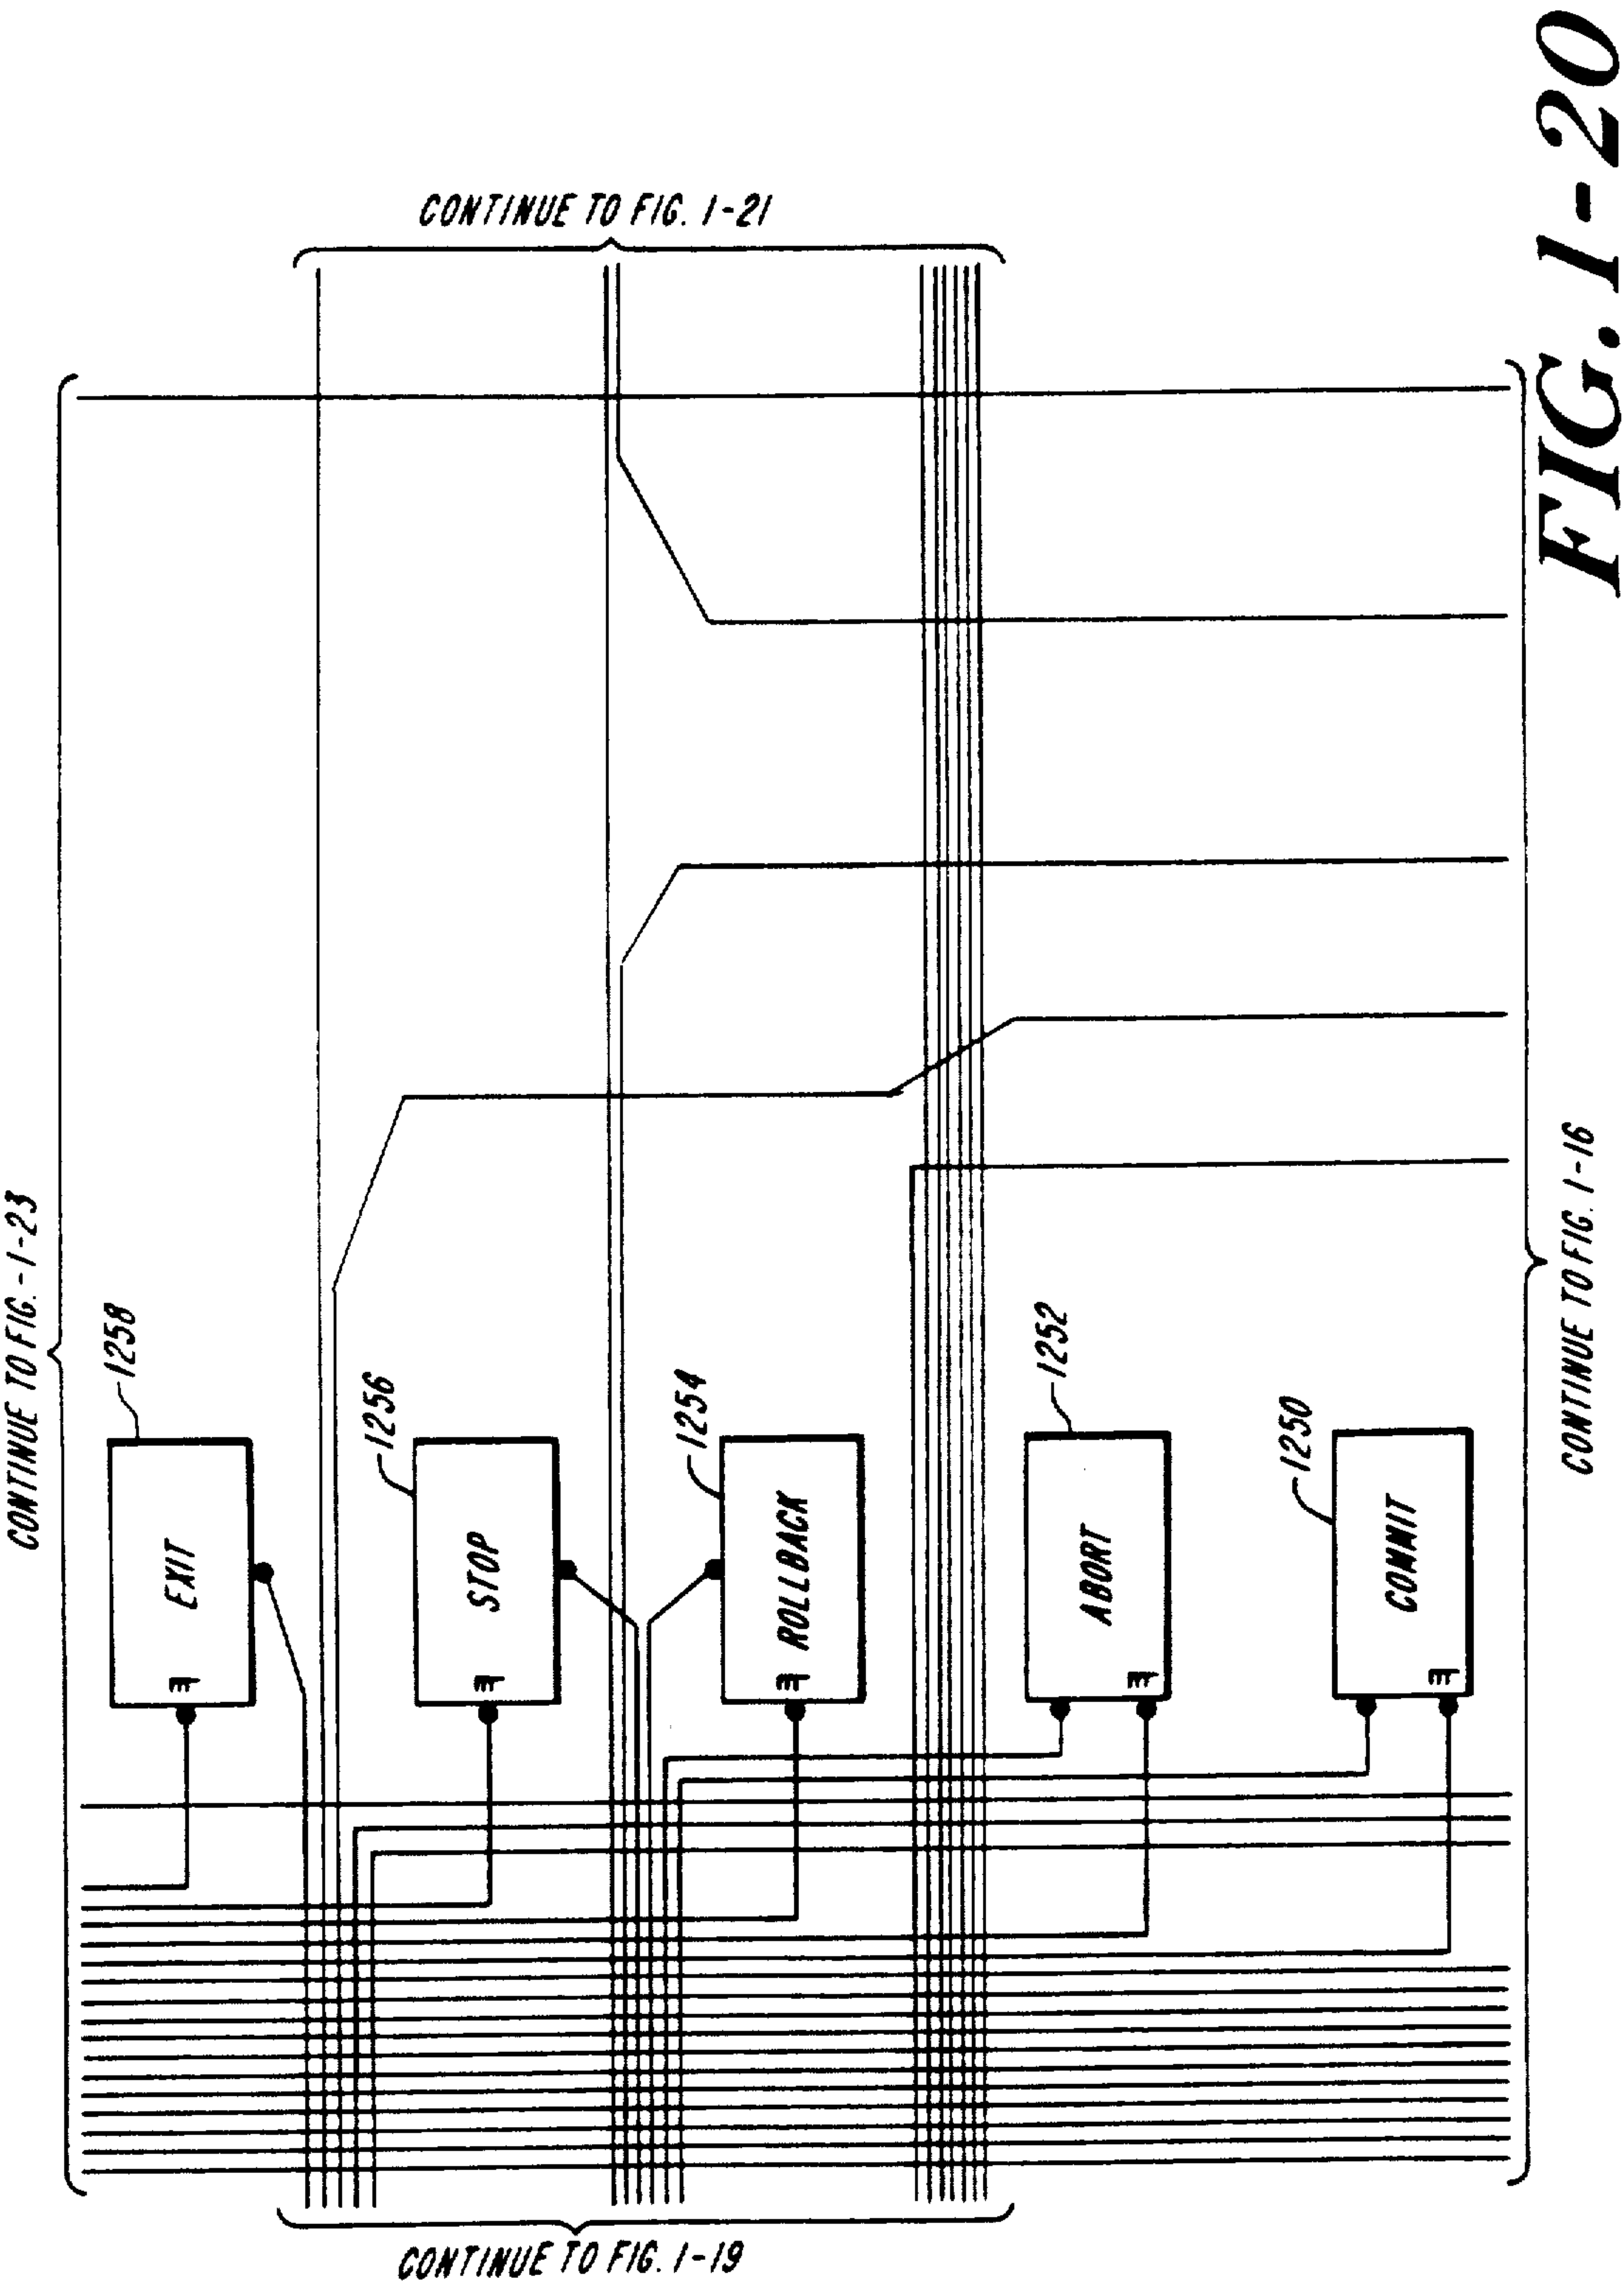 CONTINUE TO FIG. -1-23
CONTINUE TO FIG. 1-21
1258
EXIT
E
1256
STOP
E
1254
ROLLBACK
E
1252
ABORT
E
1250
COMMIT
E
CONTINUE TO FIG. 1-19
CONTINUE TO FIG. 1-16
FIG. 1-20